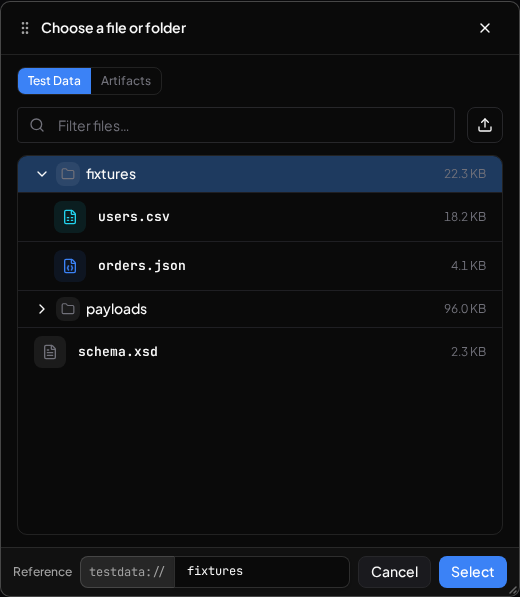 Choose a file or folder
Test Data Artifacts
Filter files…
fixtures 22.3 KB
users.csv 18.2 KB
orders.json 4.1 KB
payloads 96.0 KB
schema.xsd 2.3 KB
Reference testdata:// fixtures Cancel Select